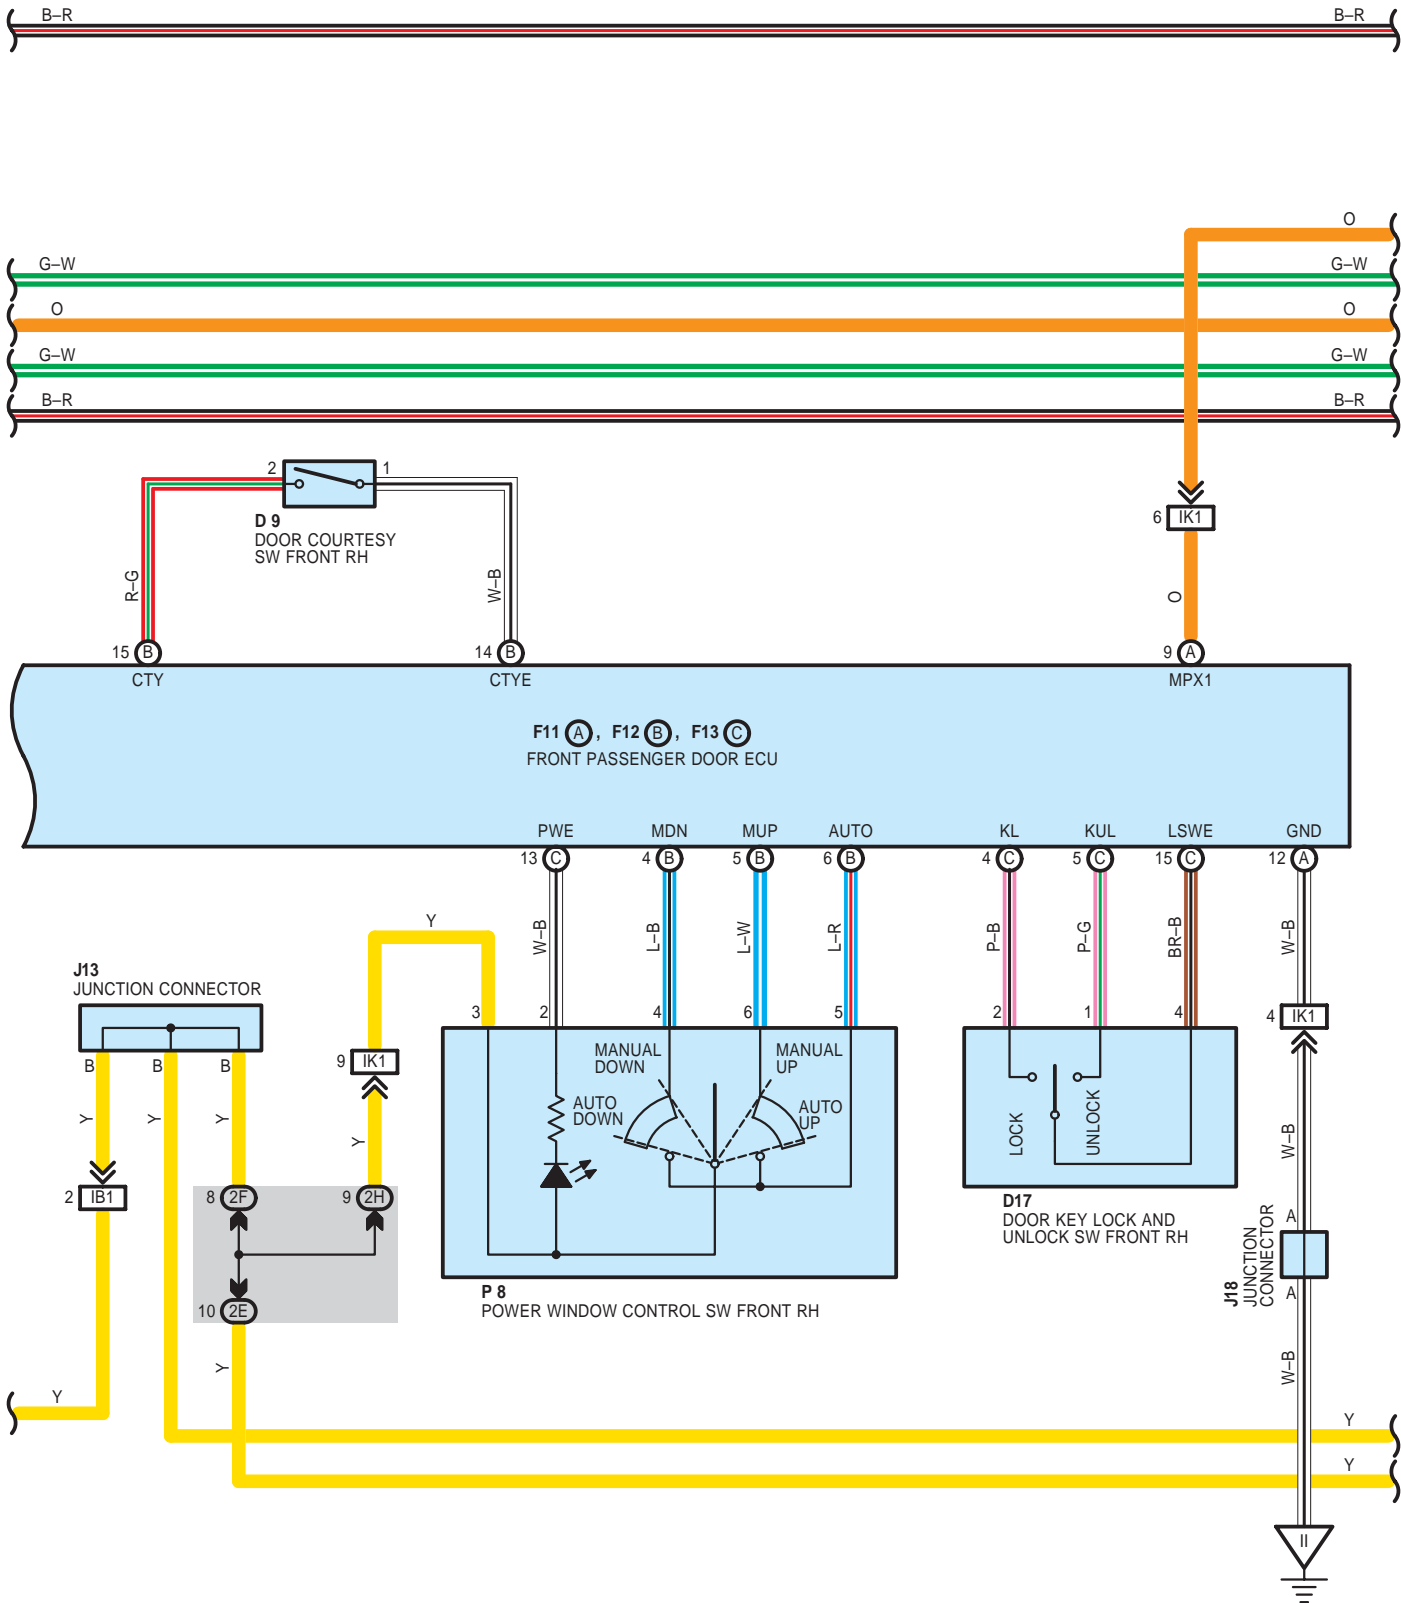 B–R B–R
O
G–W G–W
O O
G–W G–W
B–R B–R
2 1
D 9
DOOR COURTESY
SW FRONT RH
6 IK1
R–G W–B O
15 B 14 B 9 A
CTY CTYE MPX1
F11 A , F12 B , F13 C
FRONT PASSENGER DOOR ECU
PWE MDN MUP AUTO KL KUL LSWE GND
13 C 4 B 5 B 6 B 4 C 5 C 15 C 12 A
Y
W–B L–B L–W L–R P–B P–G BR–B W–B
J13
JUNCTION CONNECTOR
3 2 4 6 5 2 1 4 4 IK1
B B B 9 IK1
MANUAL
DOWN
MANUAL
UP
AUTO
DOWN
AUTO
UP
LOCK UNLOCK
Y Y Y Y W–B
2 IB1 8 2F 9 2H
D17
DOOR KEY LOCK AND
UNLOCK SW FRONT RH
A
J18
JUNCTION
CONNECTOR
A
10 2E
P 8
POWER WINDOW CONTROL SW FRONT RH
Y W–B
Y
Y
Y
II